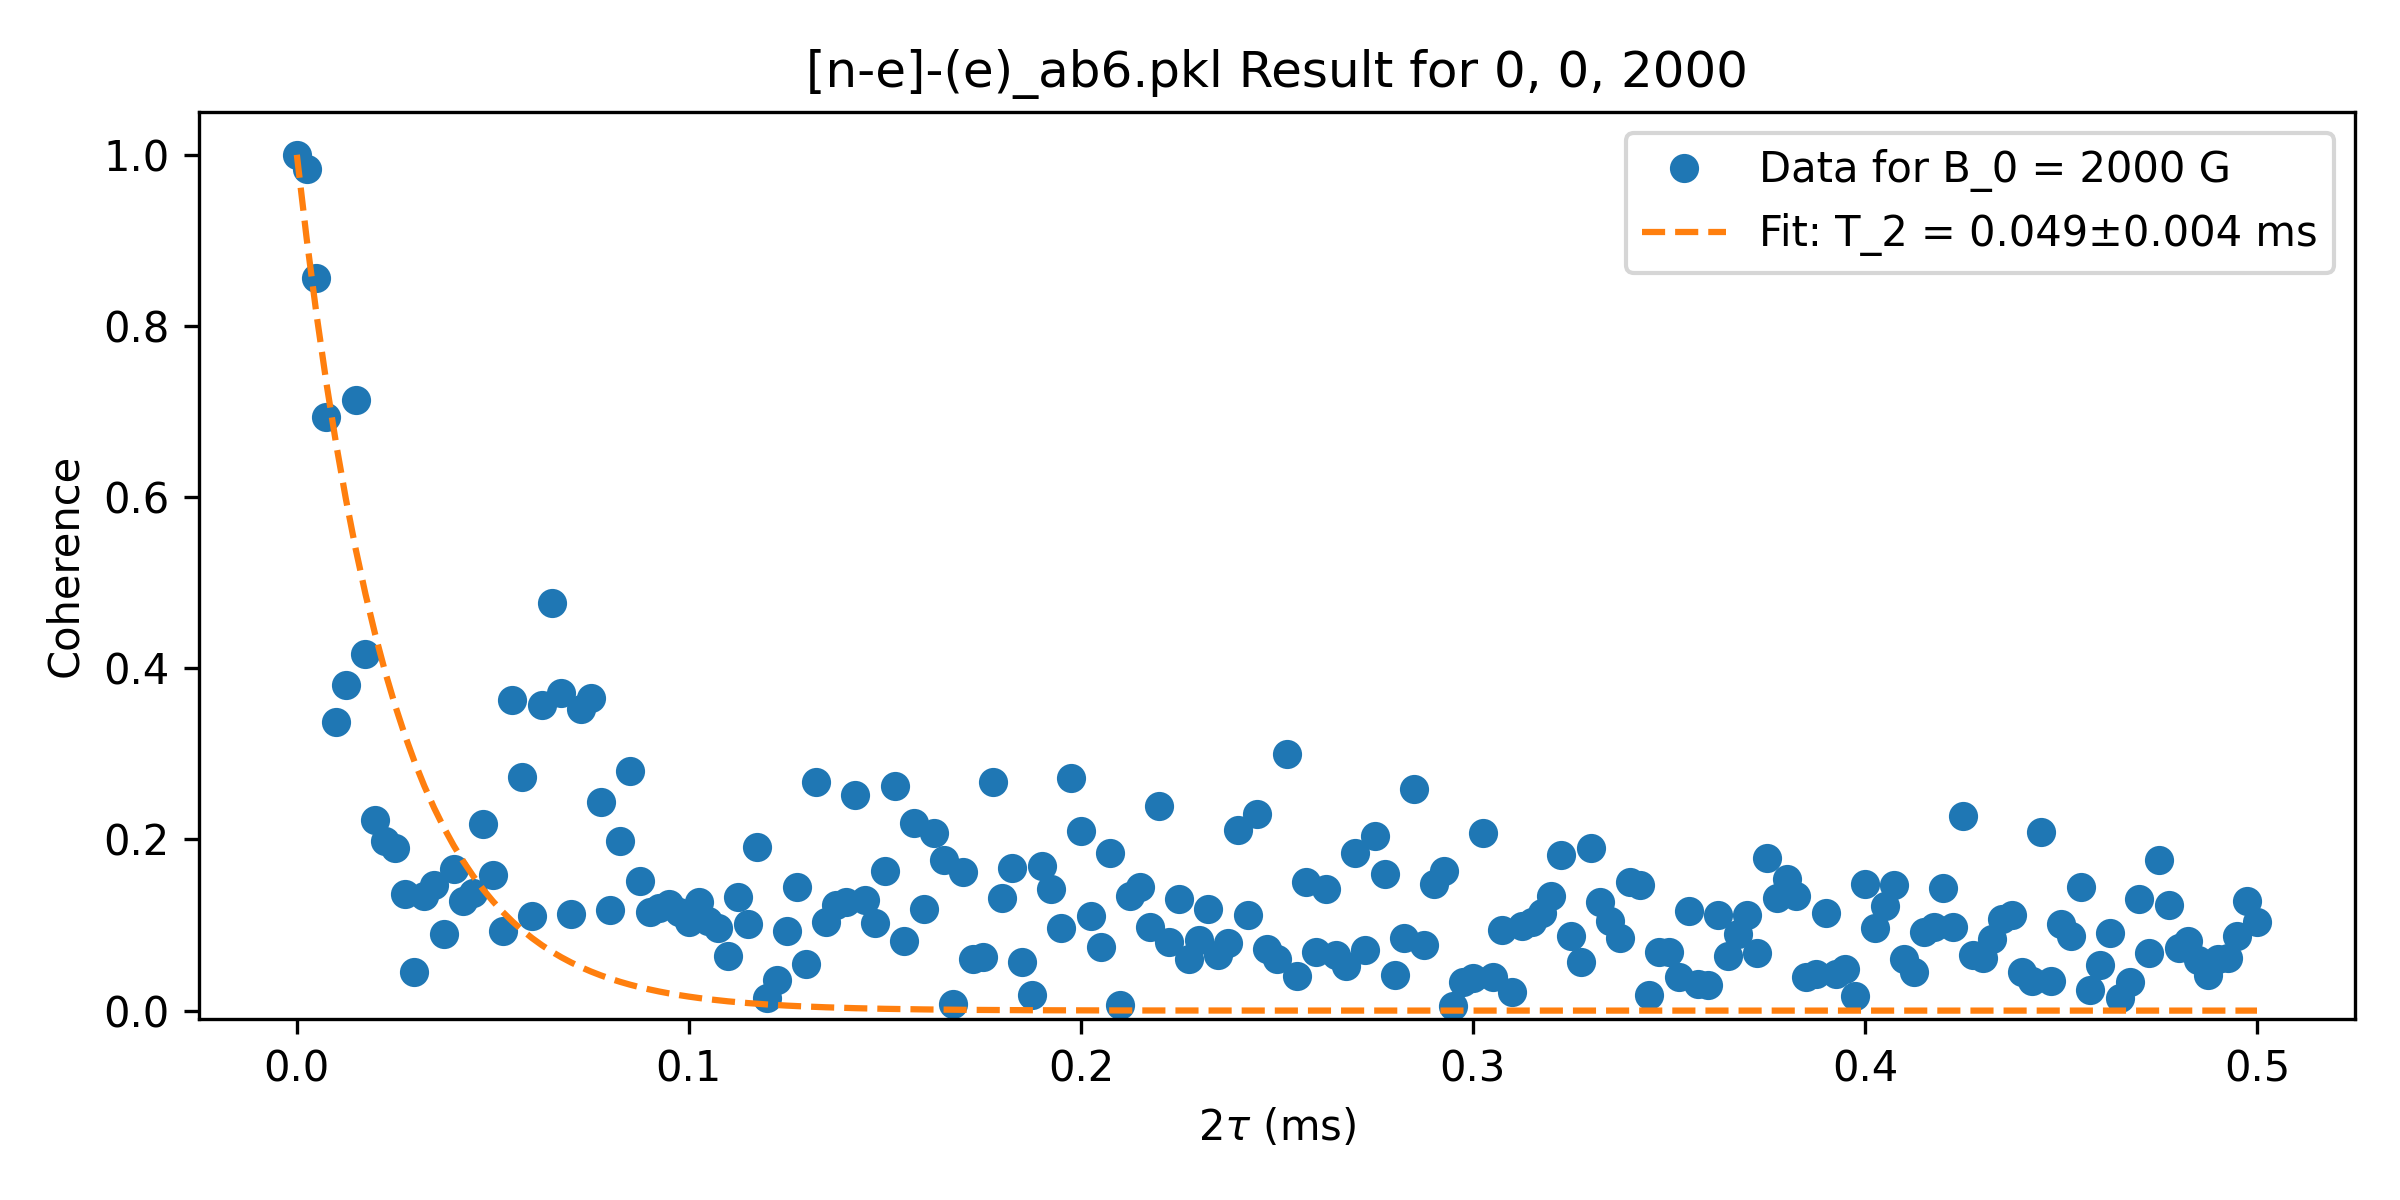 [n-e]-(e)_ab6.pkl Result for 0, 0, 2000
Data for B_0 = 2000 G
Fit: T_2 = 0.049±0.004 ms
Coherence
1.0
0.8
0.6
0.4
0.2
0.0
0.0 0.1 0.2 0.3 0.4 0.5
2τ (ms)